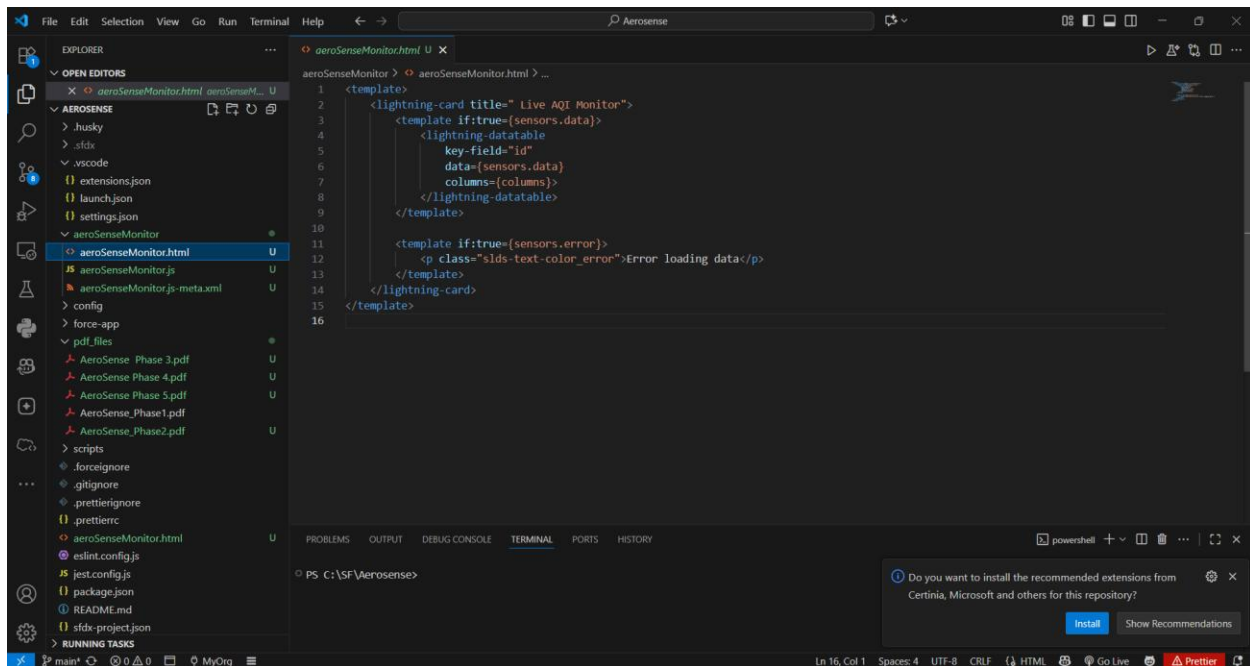 File Edit Selection View Go Run Terminal Help
Aerosense
EXPLORER
OPEN EDITORS
aeroSenseMonitor.html aeroSenseM... U
AEROSENSE
.husky
.sfdx
.vscode
extensions.json
launch.json
settings.json
aeroSenseMonitor
aeroSenseMonitor.html U
JS aeroSenseMonitor.js U
aeroSenseMonitor.js-meta.xml U
config
force-app
pdf_files
AeroSense Phase 3.pdf U
AeroSense Phase 4.pdf U
AeroSense Phase 5.pdf U
AeroSense_Phase1.pdf
AeroSense_Phase2.pdf U
scripts
.forceignore
.gitignore
.prettierignore
{} .prettierrc
aeroSenseMonitor.html U
eslint.config.js
JS jest.config.js
{} package.json
README.md
{} sfdx-project.json
RUNNING TASKS
aeroSenseMonitor.html U
aeroSenseMonitor > aeroSenseMonitor.html > ...
1 <template>
2 <lightning-card title=" Live AQI Monitor">
3 <template if:true={sensors.data}>
4 <lightning-datatable
5 key-field="id"
6 data={sensors.data}
7 columns={columns}>
8 </lightning-datatable>
9 </template>
10
11 <template if:true={sensors.error}>
12 <p class="slds-text-color_error">Error loading data</p>
13 </template>
14 </lightning-card>
15 </template>
16
PROBLEMS OUTPUT DEBUG CONSOLE TERMINAL PORTS HISTORY
powershell
PS C:\SF\Aerosense>
Do you want to install the recommended extensions from
Certinia, Microsoft and others for this repository?
Install Show Recommendations
main* 0 0 MyOrg Ln 16, Col 1 Spaces: 4 UTF-8 CRLF {} HTML Go Live Prettier